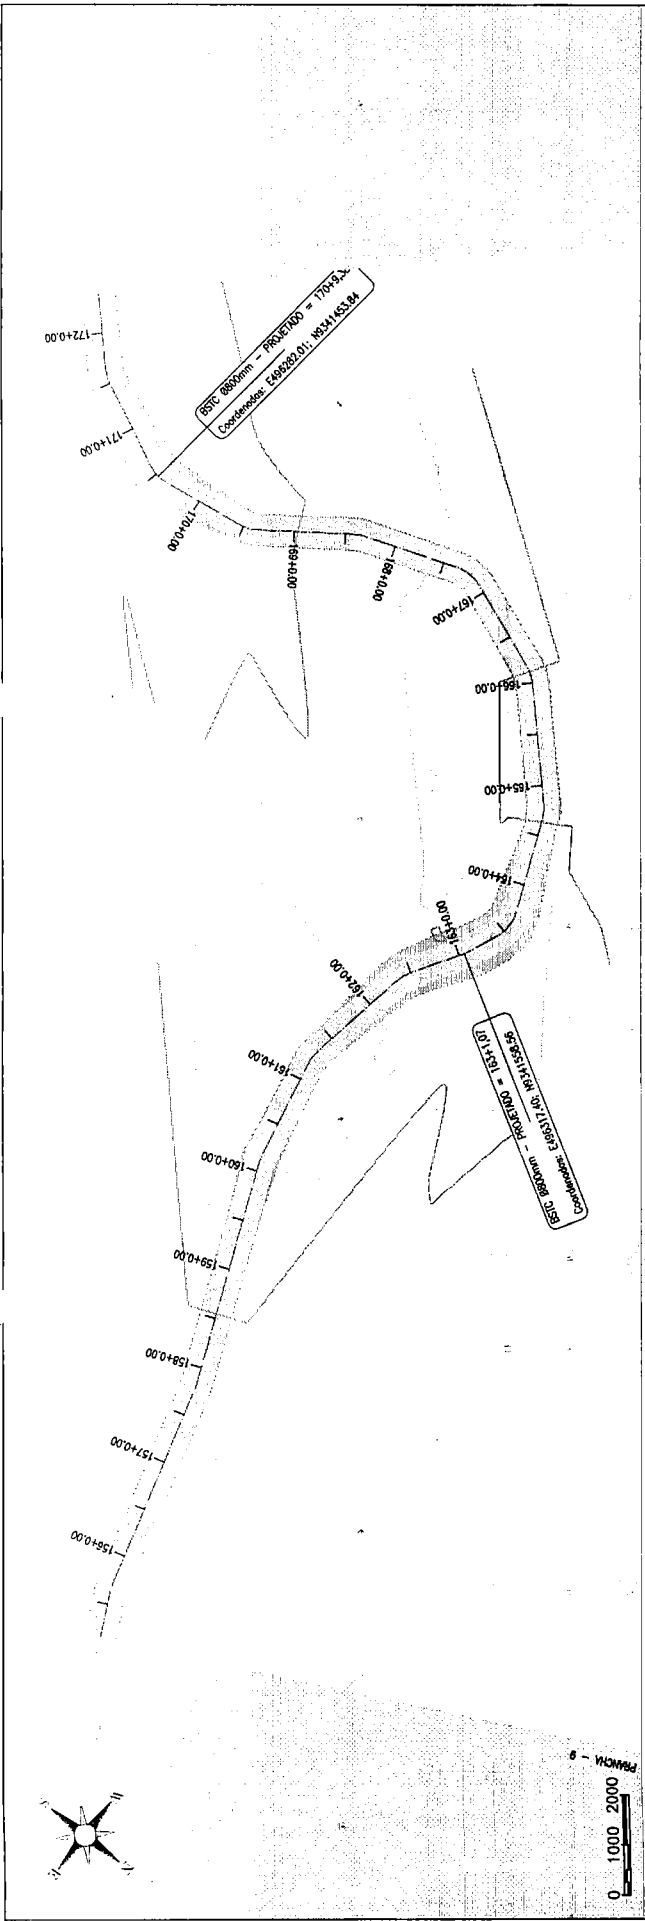 172+0.00
171+0.00
170+0.00
169+0.00
168+0.00
167+0.00
166+0.00
165+0.00
164+0.00
163+0.00
162+0.00
161+0.00
160+0.00
159+0.00
158+0.00
157+0.00
156+0.00
BSTC Ø800mm - PROJETADO =
Coordenadas: E496282.01; N9341453.84
BSTC Ø800mm - PROJETADO = 163+1,07
Coordenadas: E496317.40; N9341558.56
PRANCHA - 9
0 1000 2000